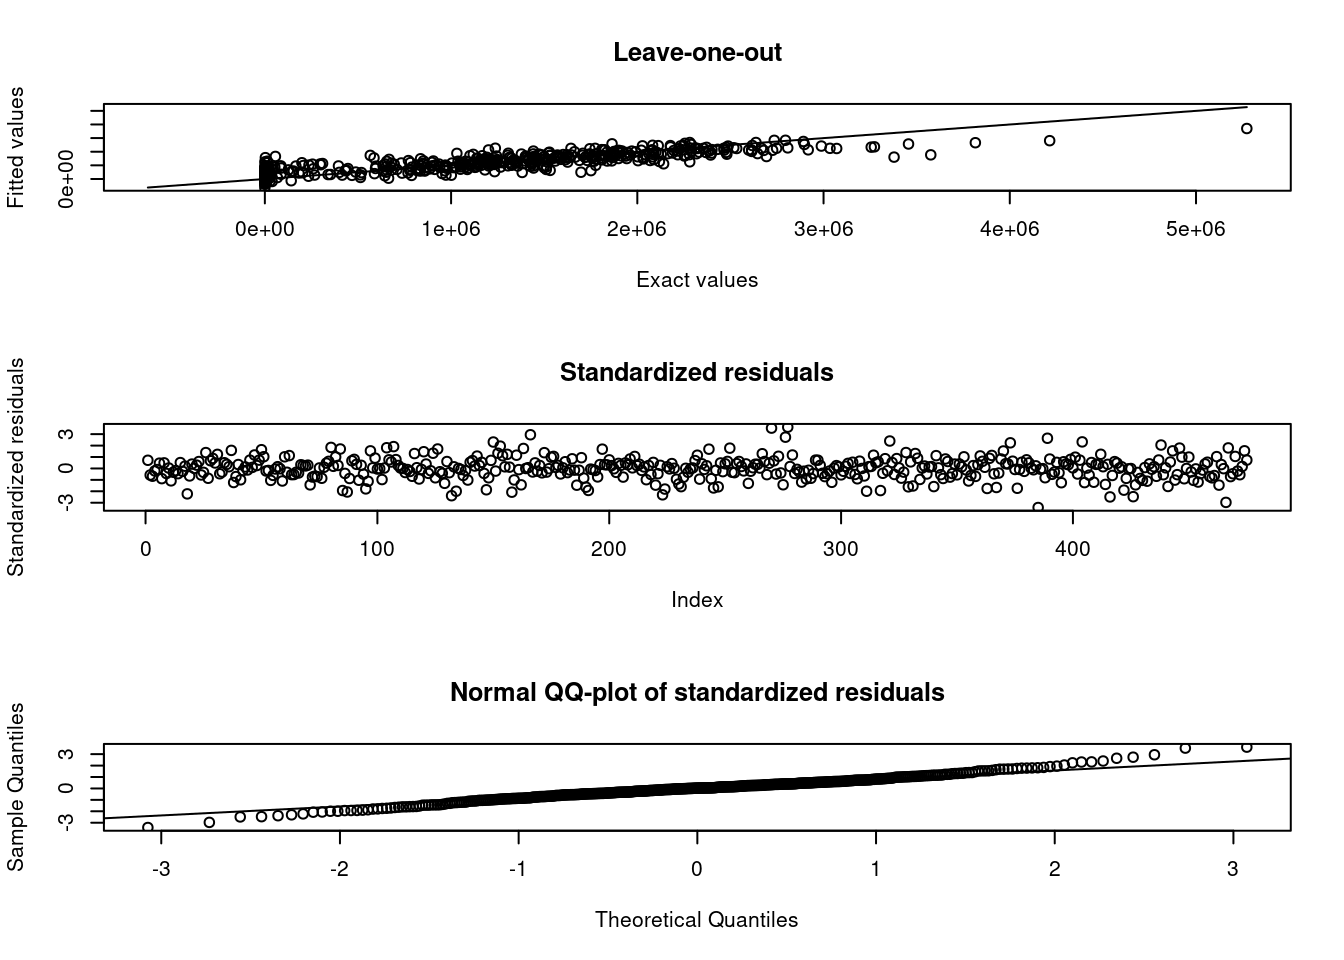 Leave-one-out
Fitted values
0e+00
0e+00 1e+06 2e+06 3e+06 4e+06 5e+06
Exact values
Standardized residuals
Standardized residuals
3
0
-3
0 100 200 300 400
Index
Normal QQ-plot of standardized residuals
Sample Quantiles
3
0
-3
-3 -2 -1 0 1 2 3
Theoretical Quantiles